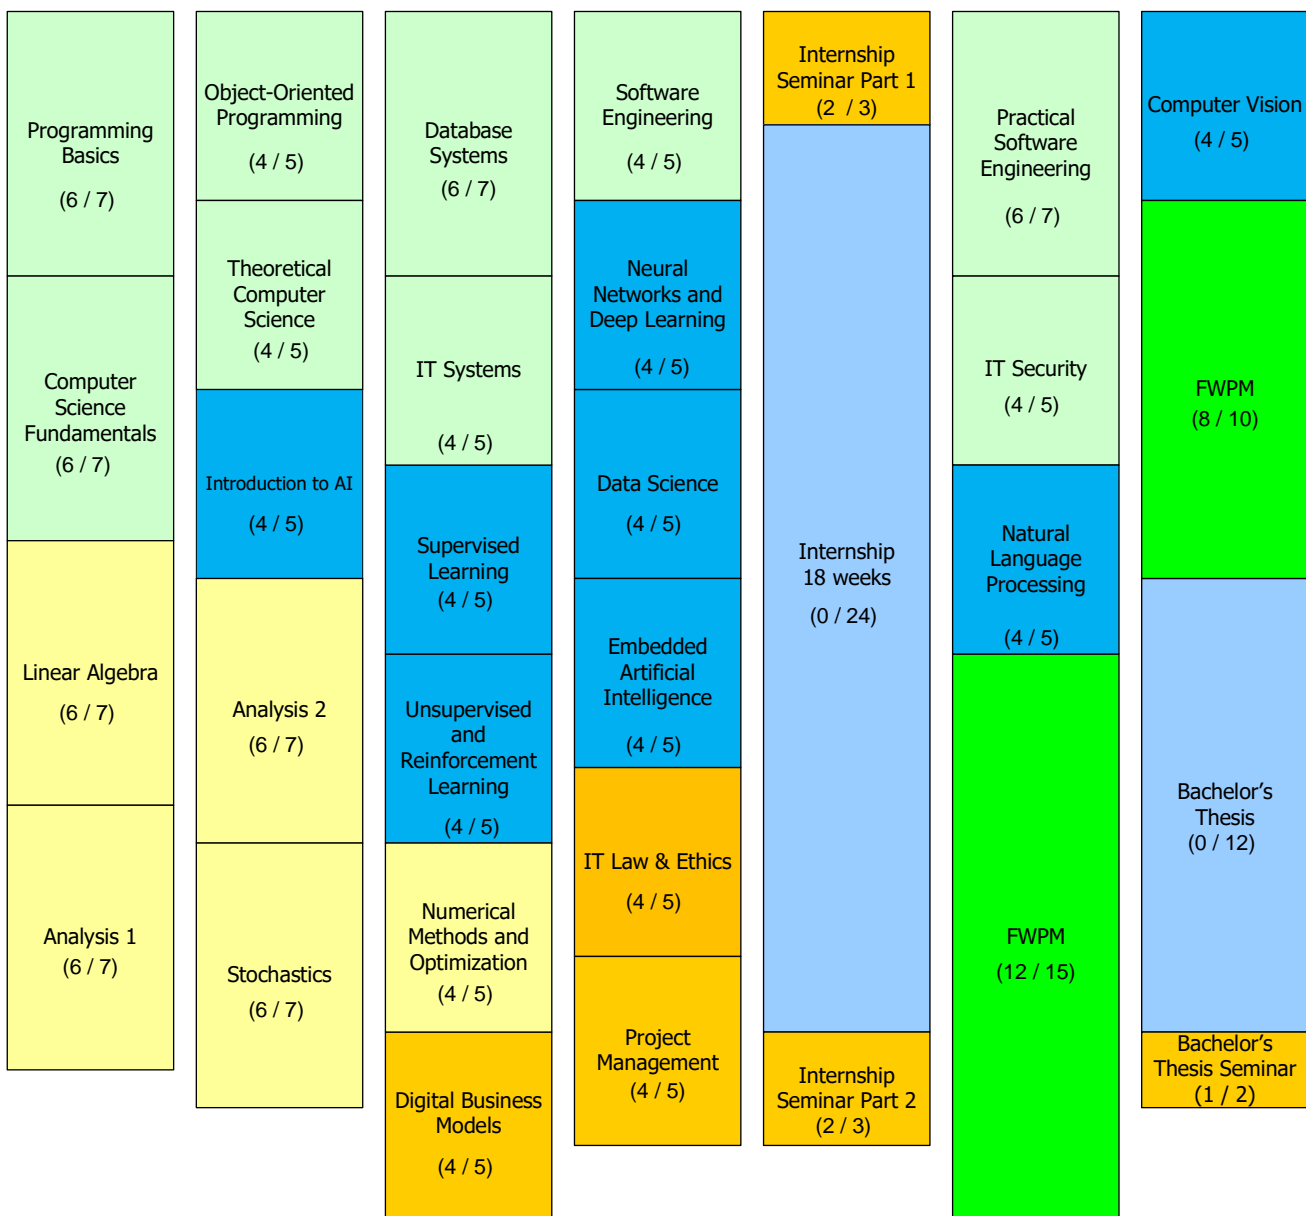 Programming
Basics
(6 / 7)
Computer
Science
Fundamentals
(6 / 7)
Linear Algebra
(6 / 7)
Analysis 1
(6 / 7)
Object-Oriented
Programming
(4 / 5)
Theoretical
Computer
Science
(4 / 5)
Introduction to AI
(4 / 5)
Analysis 2
(6 / 7)
Stochastics
(6 / 7)
Database
Systems
(6 / 7)
IT Systems
(4 / 5)
Supervised
Learning
(4 / 5)
Unsupervised
and
Reinforcement
Learning
(4 / 5)
Numerical
Methods and
Optimization
(4 / 5)
Digital Business
Models
(4 / 5)
Software
Engineering
(4 / 5)
Neural
Networks and
Deep Learning
(4 / 5)
Data Science
(4 / 5)
Embedded
Artificial
Intelligence
(4 / 5)
IT Law & Ethics
(4 / 5)
Project
Management
(4 / 5)
Internship
Seminar Part 1
(2 / 3)
Internship
18 weeks
(0 / 24)
Internship
Seminar Part 2
(2 / 3)
Practical
Software
Engineering
(6 / 7)
IT Security
(4 / 5)
Natural
Language
Processing
(4 / 5)
FWPM
(12 / 15)
Computer Vision
(4 / 5)
FWPM
(8 / 10)
Bachelor’s
Thesis
(0 / 12)
Bachelor’s
Thesis Seminar
(1 / 2)